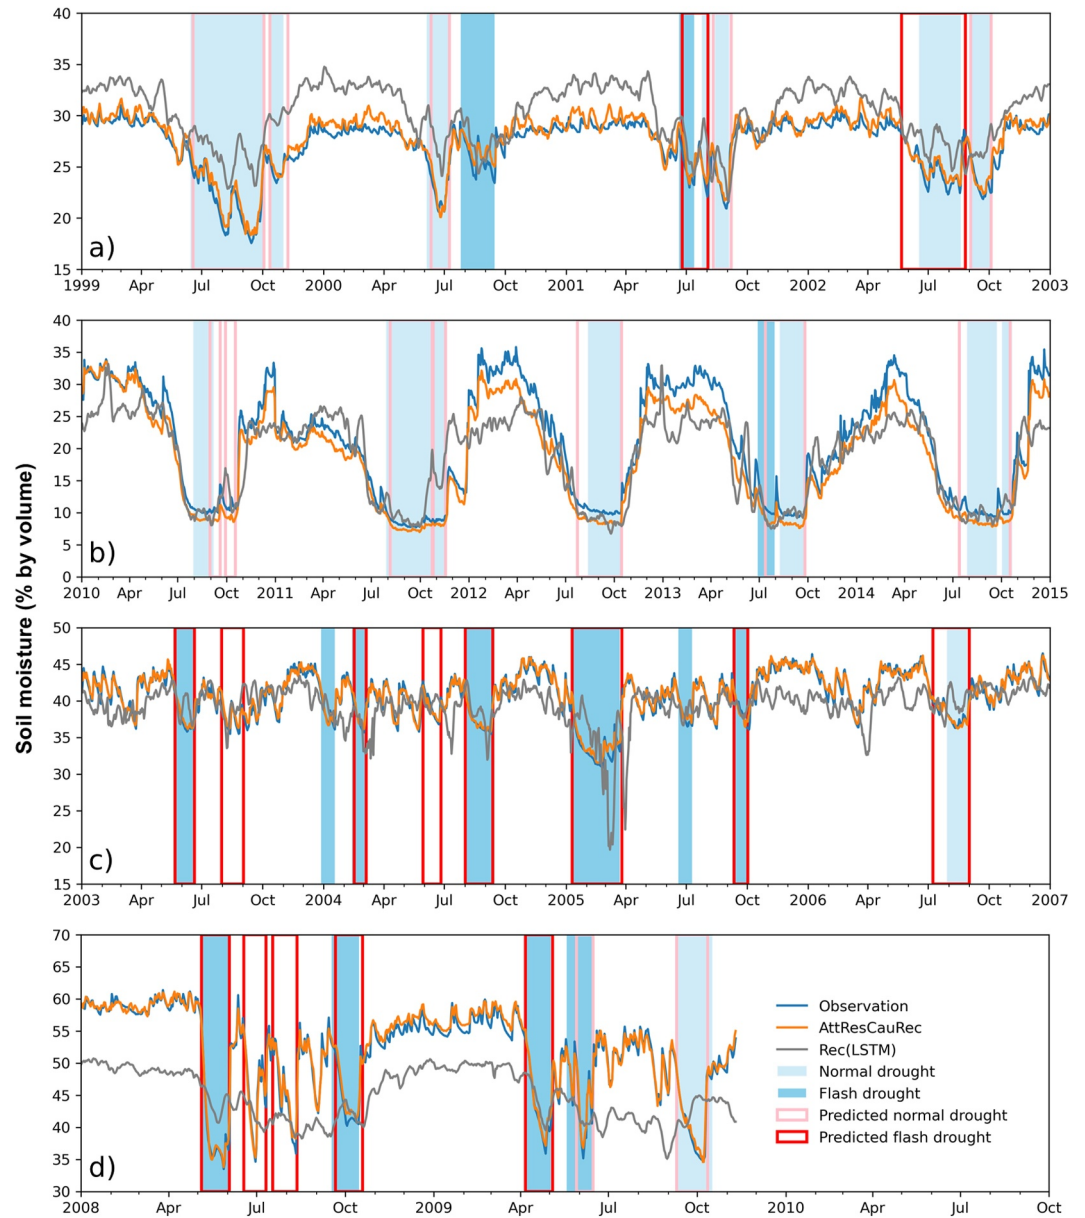 Soil moisture (% by volume)
40
35
30
25
20
15
a)
1999 Apr Jul Oct 2000 Apr Jul Oct 2001 Apr Jul Oct 2002 Apr Jul Oct 2003
40
35
30
25
20
15
10
5
0
b)
2010 Apr Jul Oct 2011 Apr Jul Oct 2012 Apr Jul Oct 2013 Apr Jul Oct 2014 Apr Jul Oct 2015
50
45
40
35
30
25
20
15
c)
2003 Apr Jul Oct 2004 Apr Jul Oct 2005 Apr Jul Oct 2006 Apr Jul Oct 2007
70
65
60
55
50
45
40
35
30
d)
Observation
AttResCauRec
Rec(LSTM)
Normal drought
Flash drought
Predicted normal drought
Predicted flash drought
2008 Apr Jul Oct 2009 Apr Jul Oct 2010 Apr Jul Oct